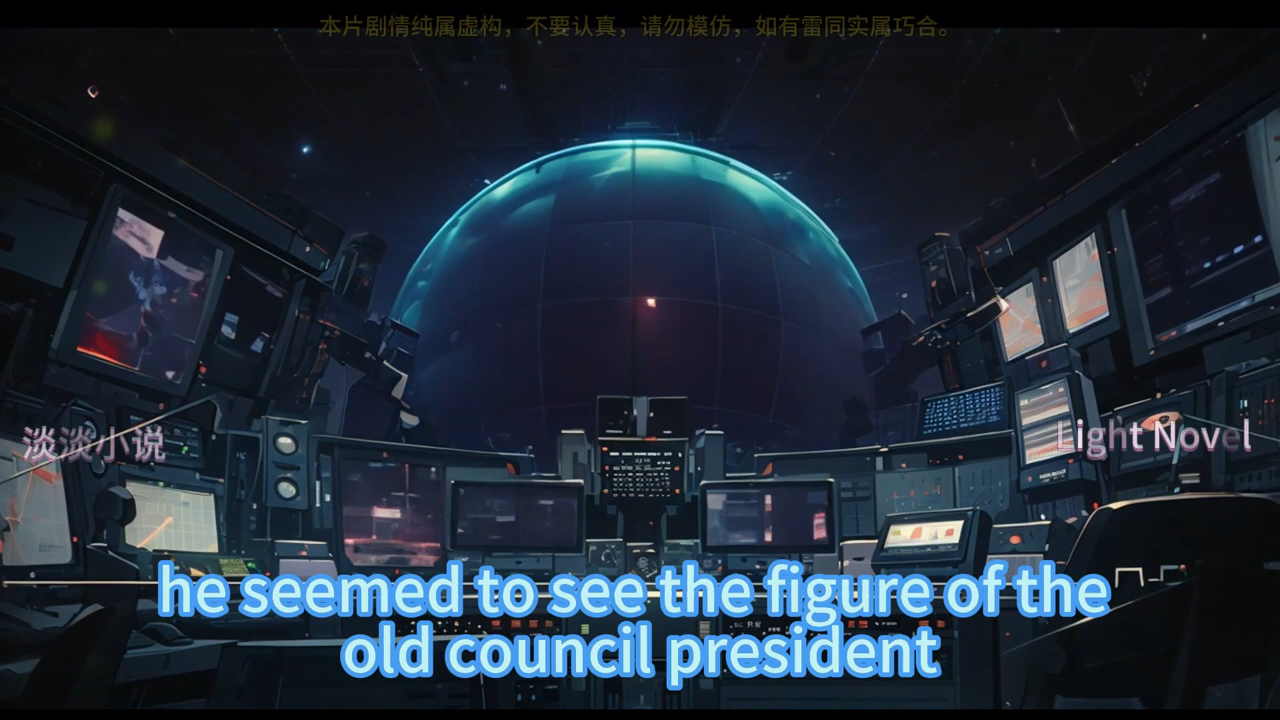 本片剧情纯属虚构，不要认真，请勿模仿，如有雷同实属巧合。
淡淡小说
Light Novel
he seemed to see the figure of the
old council president